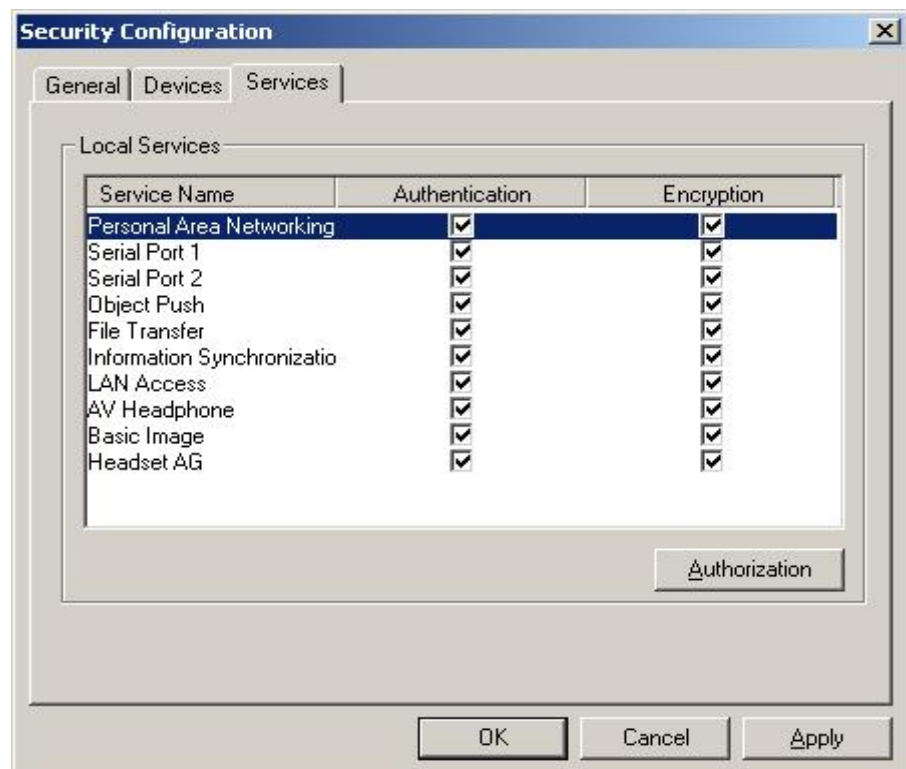 Security Configuration
General Devices Services
Local Services
Service Name Authentication Encryption
Personal Area Networking
Serial Port 1
Serial Port 2
Object Push
File Transfer
Information Synchronizatio
LAN Access
AV Headphone
Basic Image
Headset AG
Authorization
OK Cancel Apply